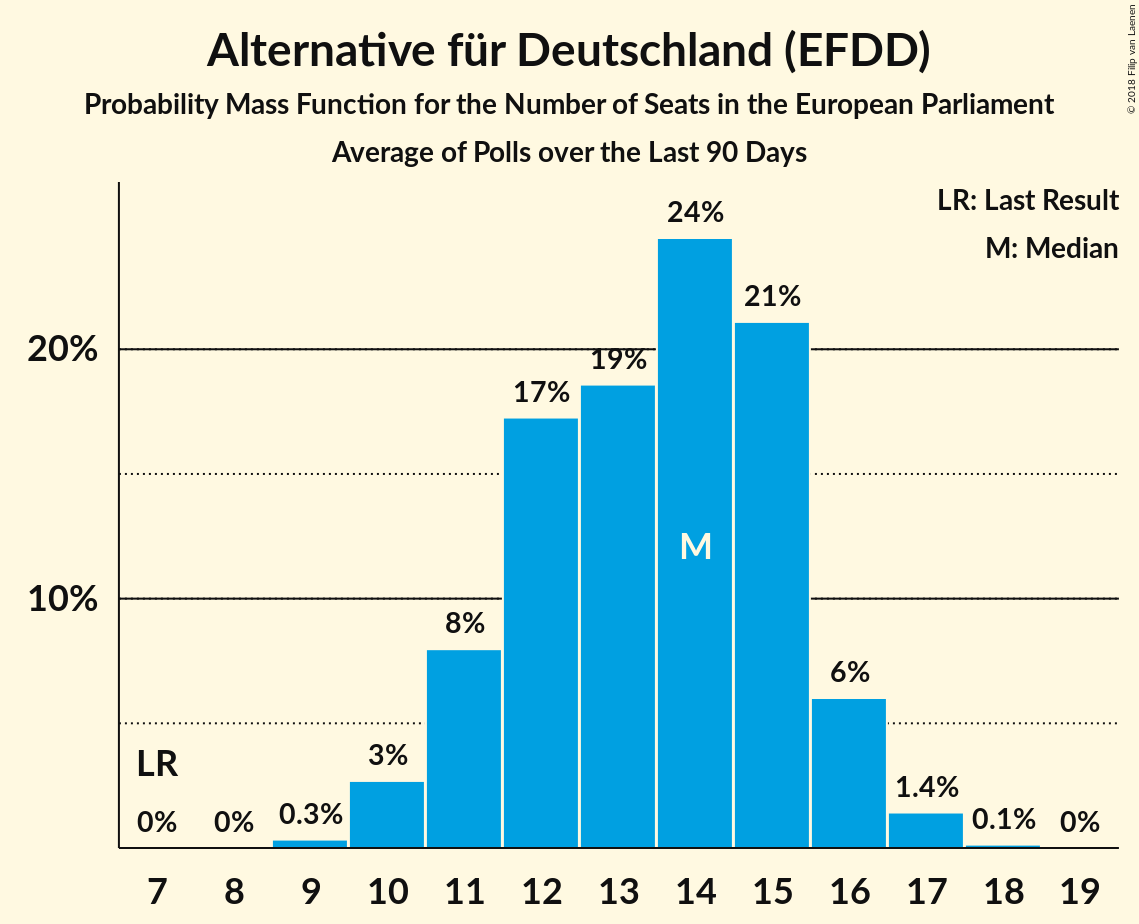 Alternative für Deutschland (EFDD)
Probability Mass Function for the Number of Seats in the European Parliament
Average of Polls over the Last 90 Days
© 2018 Filip van Laenen
LR: Last Result
M: Median
24%
21%
20%
19%
17%
M
10%
8%
6%
LR
3%
1.4%
0% 0% 0.3% 0.1% 0%
7 8 9 10 11 12 13 14 15 16 17 18 19